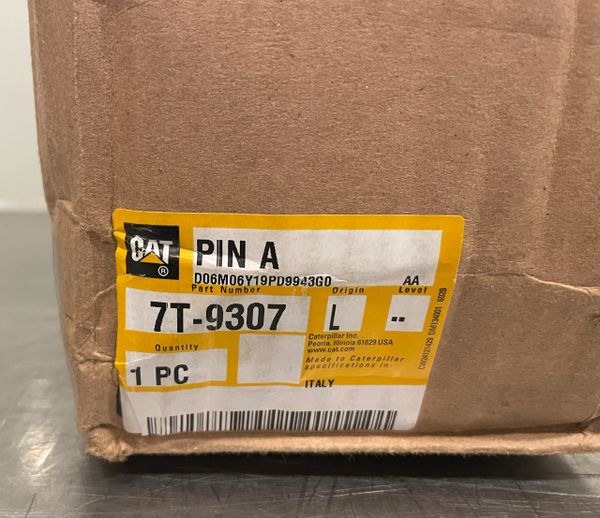 CAT
®
PIN A
D06M06Y19PD9943G0 AA
Part Number Origin Level
7T-9307 L --
Caterpillar Inc.
Peoria, Illinois 61629 USA
www.cat.com
Quantity
Made to Caterpillar
specifications in:
1 PC
ITALY